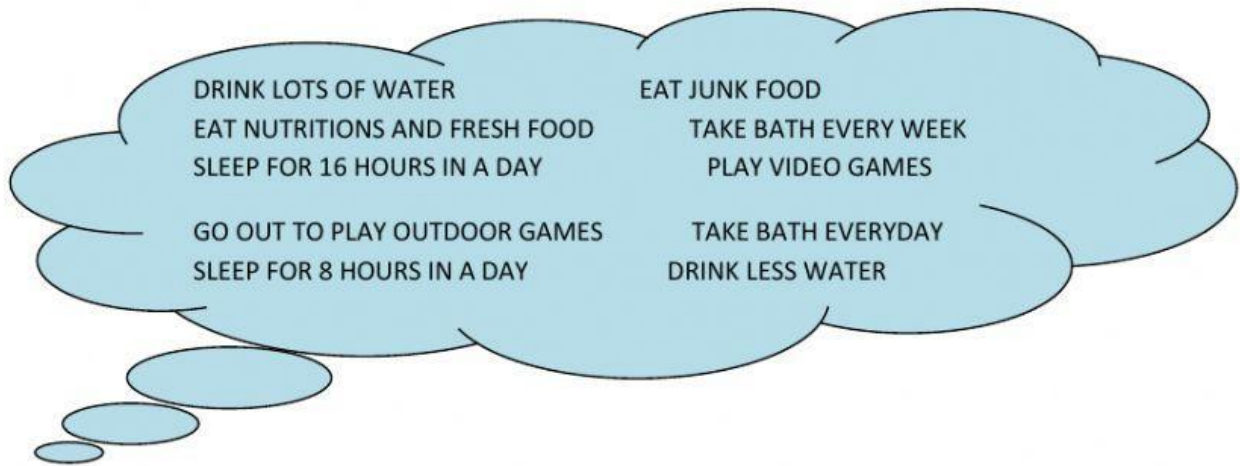 DRINK LOTS OF WATER EAT JUNK FOOD
EAT NUTRITIONS AND FRESH FOOD TAKE BATH EVERY WEEK
SLEEP FOR 16 HOURS IN A DAY PLAY VIDEO GAMES
GO OUT TO PLAY OUTDOOR GAMES TAKE BATH EVERYDAY
SLEEP FOR 8 HOURS IN A DAY DRINK LESS WATER